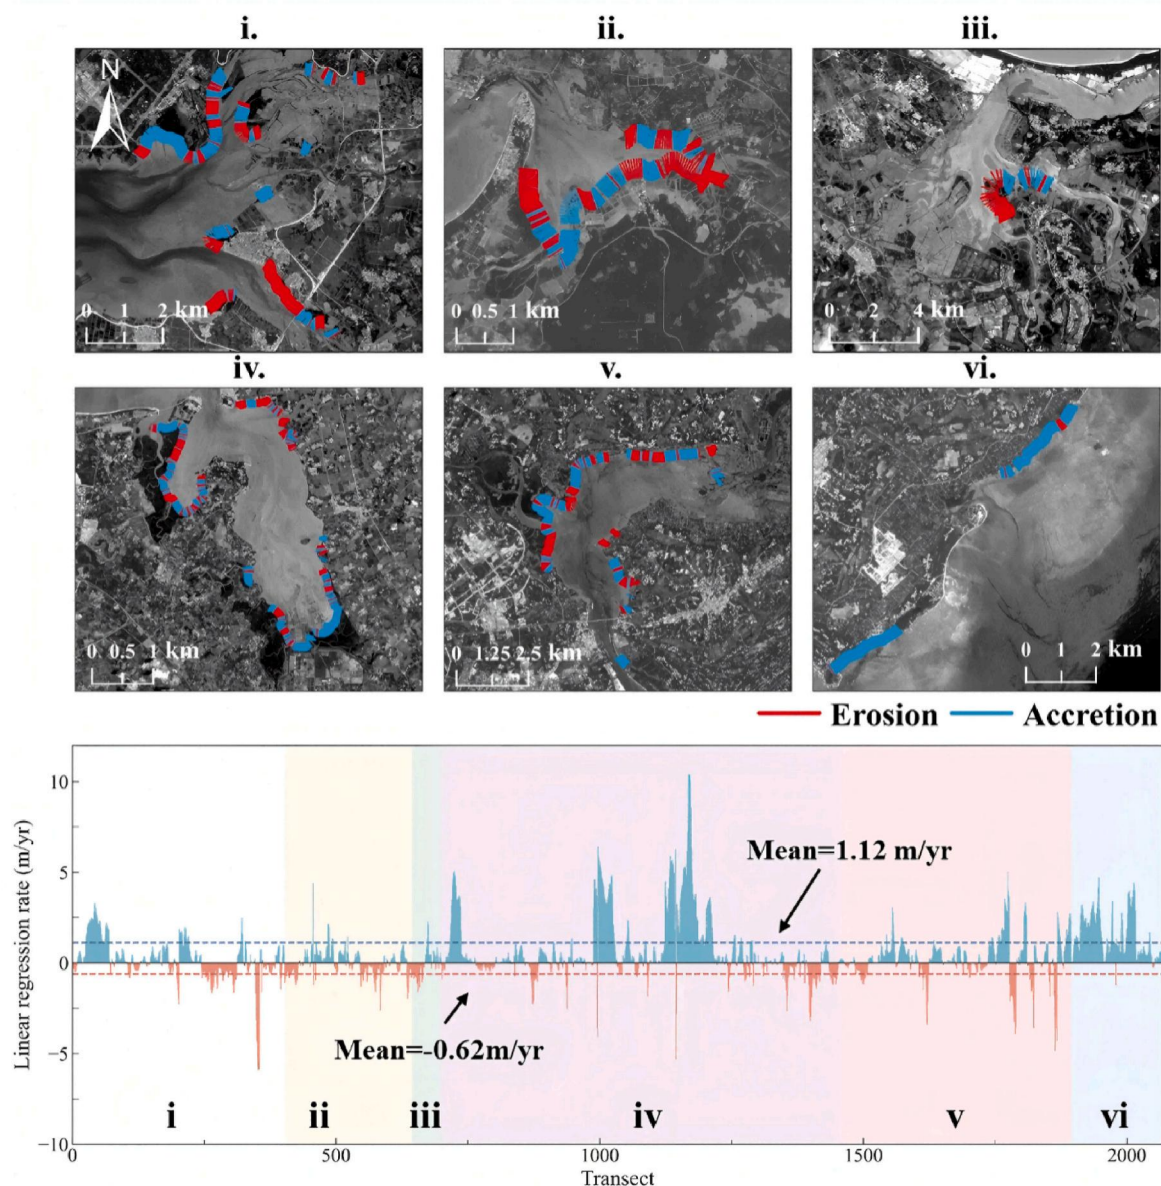 i.
ii.
iii.
N
0 1 2 km
0 0.5 1 km
0 2 4 km
iv.
v.
vi.
0 0.5 1 km
0 1.25 2.5 km
0 1 2 km
Erosion
Accretion
Linear regression rate (m/yr)
10
5
0
−5
−10
Mean=1.12 m/yr
Mean=-0.62m/yr
i
ii
iii
iv
v
vi
0 500 1000 1500 2000
Transect